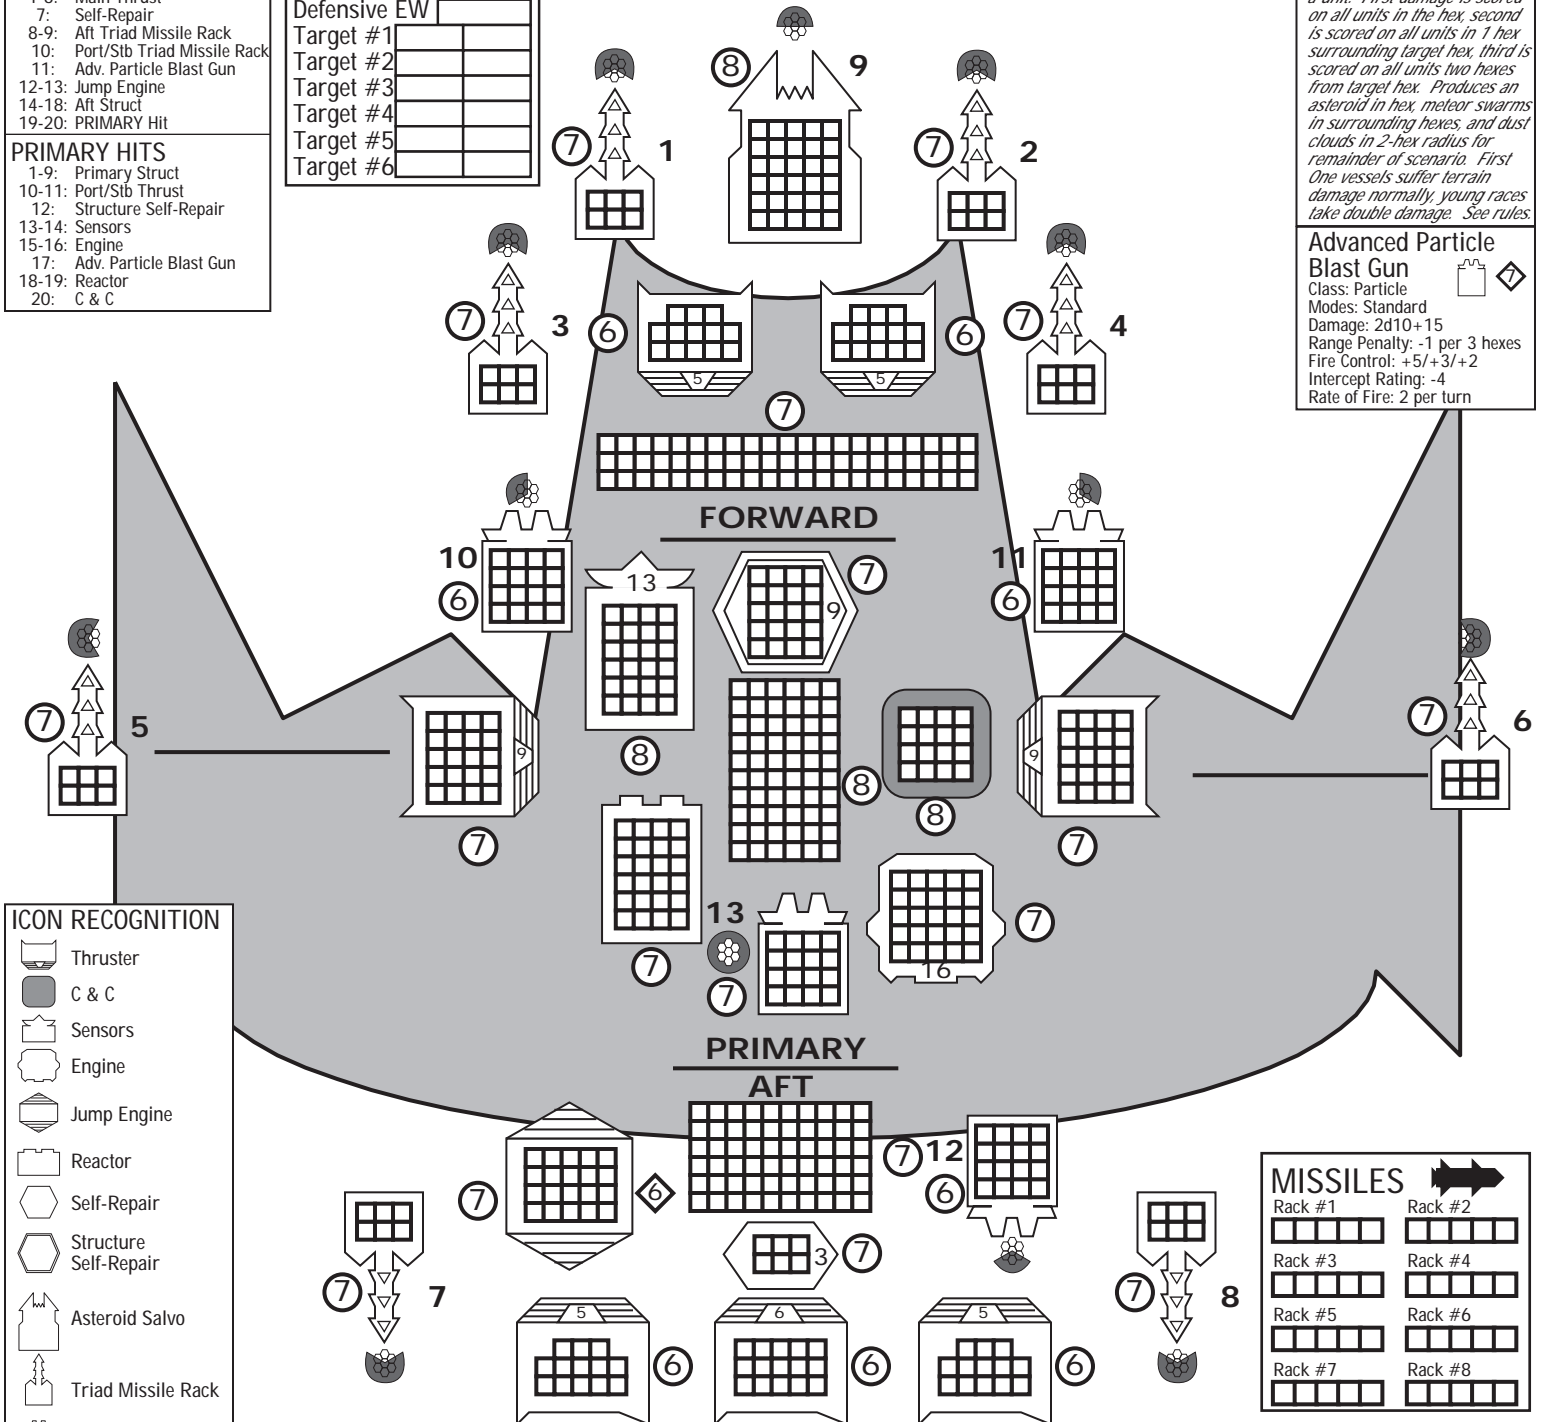 1-6: Main Thrust
7: Self-Repair
8-9: Aft Triad Missile Rack
10: Port/Stb Triad Missile Rack
11: Adv. Particle Blast Gun
12-13: Jump Engine
14-18: Aft Struct
19-20: PRIMARY Hit
PRIMARY HITS
1-9: Primary Struct
10-11: Port/Stb Thrust
12: Structure Self-Repair
13-14: Sensors
15-16: Engine
17: Adv. Particle Blast Gun
18-19: Reactor
20: C & C
Defensive EW
Target #1
Target #2
Target #3
Target #4
Target #5
Target #6
a unit. First damage is scored
on all units in the hex, second
is scored on all units in 1 hex
surrounding target hex, third is
scored on all units two hexes
from target hex. Produces an
asteroid in hex, meteor swarms
in surrounding hexes, and dust
clouds in 2-hex radius for
remainder of scenario. First
One vessels suffer terrain
damage normally, young races
take double damage. See rules.
Advanced Particle
Blast Gun
7
Class: Particle
Modes: Standard
Damage: 2d10+15
Range Penalty: -1 per 3 hexes
Fire Control: +5/+3/+2
Intercept Rating: -4
Rate of Fire: 2 per turn
8 9
7 1
7 2
7 3
6
6
7 4
5
5
7
FORWARD
10
6
13
7
9
11
6
8
7 5
9
7
8
8
9
7
7 6
7
13
7
16
7
PRIMARY
AFT
7
6
7
12
6
3 7
7 7
7 8
5
6
6
6
5
6
ICON RECOGNITION
Thruster
C & C
Sensors
Engine
Jump Engine
Reactor
Self-Repair
Structure
Self-Repair
Asteroid Salvo
Triad Missile Rack
MISSILES
Rack #1 Rack #2
Rack #3 Rack #4
Rack #5 Rack #6
Rack #7 Rack #8